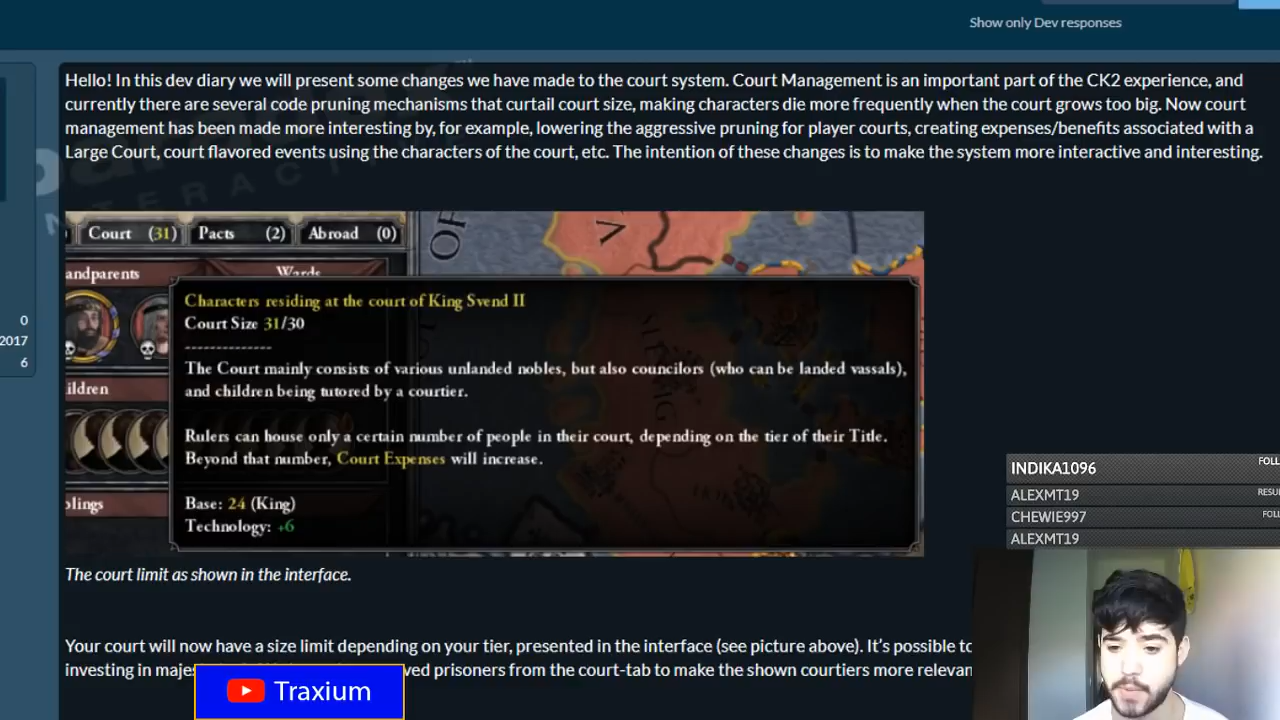 Show only Dev responses
Hello! In this dev diary we will present some changes we have made to the court system. Court Management is an important part of the CK2 experience, and
currently there are several code pruning mechanisms that curtail court size, making characters die more frequently when the court grows too big. Now court
management has been made more interesting by, for example, lowering the aggressive pruning for player courts, creating expenses/benefits associated with a
Large Court, court flavored events using the characters of the court, etc. The intention of these changes is to make the system more interactive and interesting.
Court (31) Pacts (2) Abroad (0)
andparents Wards
Characters residing at the court of King Svend II
Court Size 31/30
--------------
The Court mainly consists of various unlanded nobles, but also councilors (who can be landed vassals),
and children being tutored by a courtier.
ildren
Rulers can house only a certain number of people in their court, depending on the tier of their Title.
Beyond that number, Court Expenses will increase.
lings
Base: 24 (King)
Technology: +6
0
2017
6
The court limit as shown in the interface.
INDIKA1096 FOLL
ALEXMT19 RESU
CHEWIE997 FOLL
ALEXMT19
Your court will now have a size limit depending on your tier, presented in the interface (see picture above). It's possible to
investing in majes ved prisoners from the court-tab to make the shown courtiers more relevan
Traxium